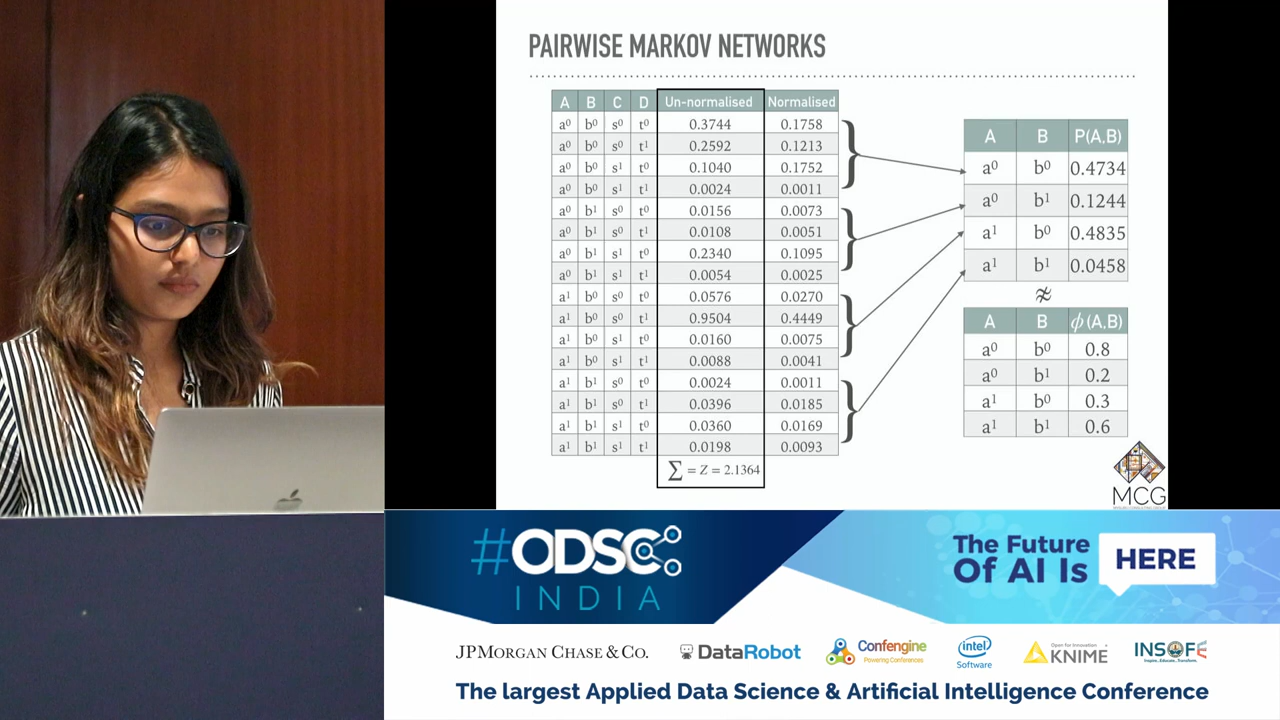 PAIRWISE MARKOV NETWORKS
A B C D Un-normalised Normalised
a⁰ b⁰ s⁰ t⁰ 0.3744 0.1758
a⁰ b⁰ s⁰ t¹ 0.2592 0.1213
a⁰ b⁰ s¹ t⁰ 0.1040 0.1752
a⁰ b⁰ s¹ t¹ 0.0024 0.0011
a⁰ b¹ s⁰ t⁰ 0.0156 0.0073
a⁰ b¹ s⁰ t¹ 0.0108 0.0051
a⁰ b¹ s¹ t⁰ 0.2340 0.1095
a⁰ b¹ s¹ t¹ 0.0054 0.0025
a¹ b⁰ s⁰ t⁰ 0.0576 0.0270
a¹ b⁰ s⁰ t¹ 0.9504 0.4449
a¹ b⁰ s¹ t⁰ 0.0160 0.0075
a¹ b⁰ s¹ t¹ 0.0088 0.0041
a¹ b¹ s⁰ t⁰ 0.0024 0.0011
a¹ b¹ s⁰ t¹ 0.0396 0.0185
a¹ b¹ s¹ t⁰ 0.0360 0.0169
a¹ b¹ s¹ t¹ 0.0198 0.0093
∑ = Z = 2.1364
A B P(A,B)
a⁰ b⁰ 0.4734
a⁰ b¹ 0.1244
a¹ b⁰ 0.4835
a¹ b¹ 0.0458
≉
A B ϕ(A,B)
a⁰ b⁰ 0.8
a⁰ b¹ 0.2
a¹ b⁰ 0.3
a¹ b¹ 0.6
MCG
#ODSC
INDIA
The Future
Of AI Is HERE
JPMORGAN CHASE & CO.
DataRobot
Confengine
Powering Conferences
intel
Software
Open for Innovation
KNIME
INSOFE
Inspire...Educate...Transform.
The largest Applied Data Science & Artificial Intelligence Conference